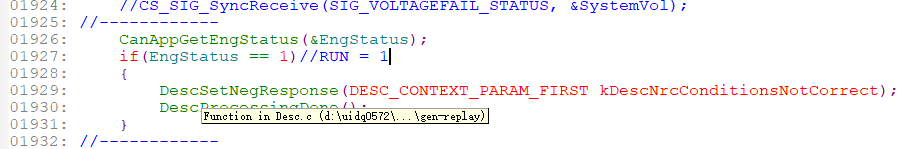 01924: //CS_SIG_SyncReceive(SIG_VOLTAGEFAIL_STATUS, &SystemVol);
01925: //------------
01926: CanAppGetEngStatus(&EngStatus);
01927: if(EngStatus == 1)//RUN = 1
01928: {
01929: DescSetNegResponse(DESC_CONTEXT_PARAM_FIRST kDescNrcConditionsNotCorrect);
01930: DescProcessingDone();
Function in Desc.c (d:\uidq0572\...\gen-replay)
01931: }
01932: //------------